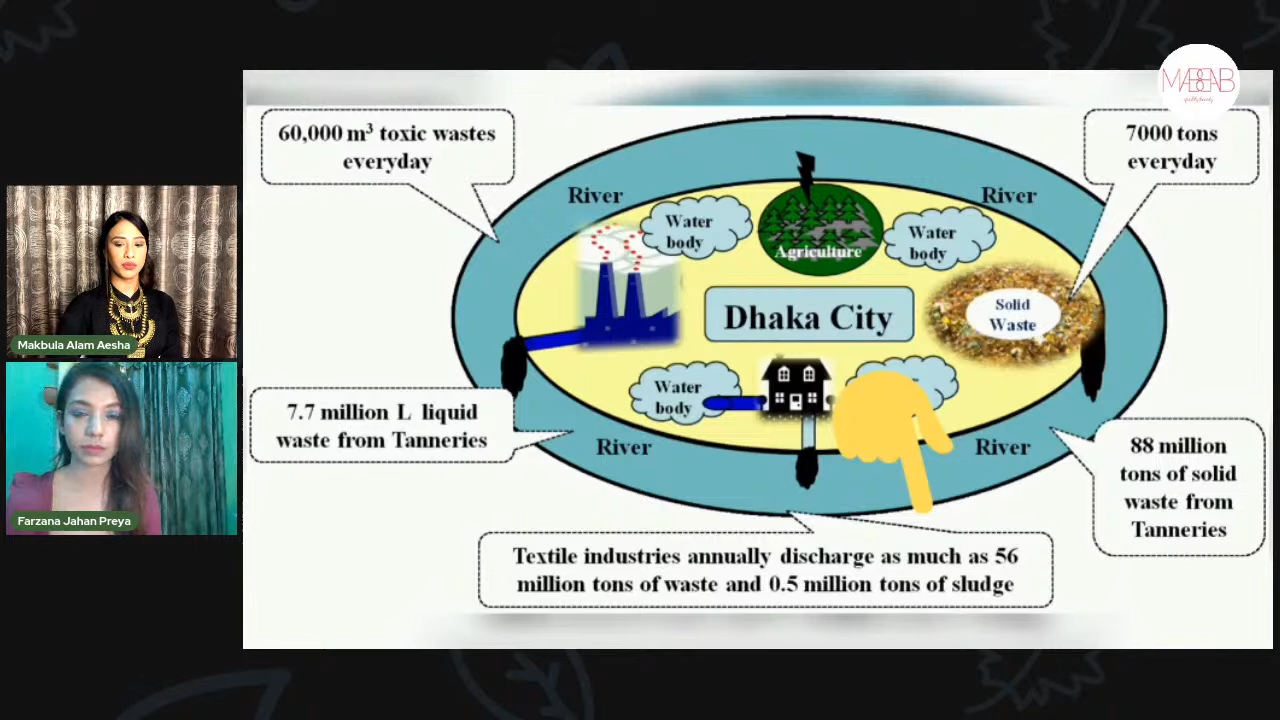 MABEAB
60,000 m³ toxic wastes
everyday
7000 tons
everyday
River
River
Water
body
Agriculture
Water
body
Dhaka City
Solid
Waste
Makbula Alam Aesha
Water
body
7.7 million L liquid
waste from Tanneries
River
River
88 million
tons of solid
waste from
Tanneries
Farzana Jahan Preya
Textile industries annually discharge as much as 56
million tons of waste and 0.5 million tons of sludge